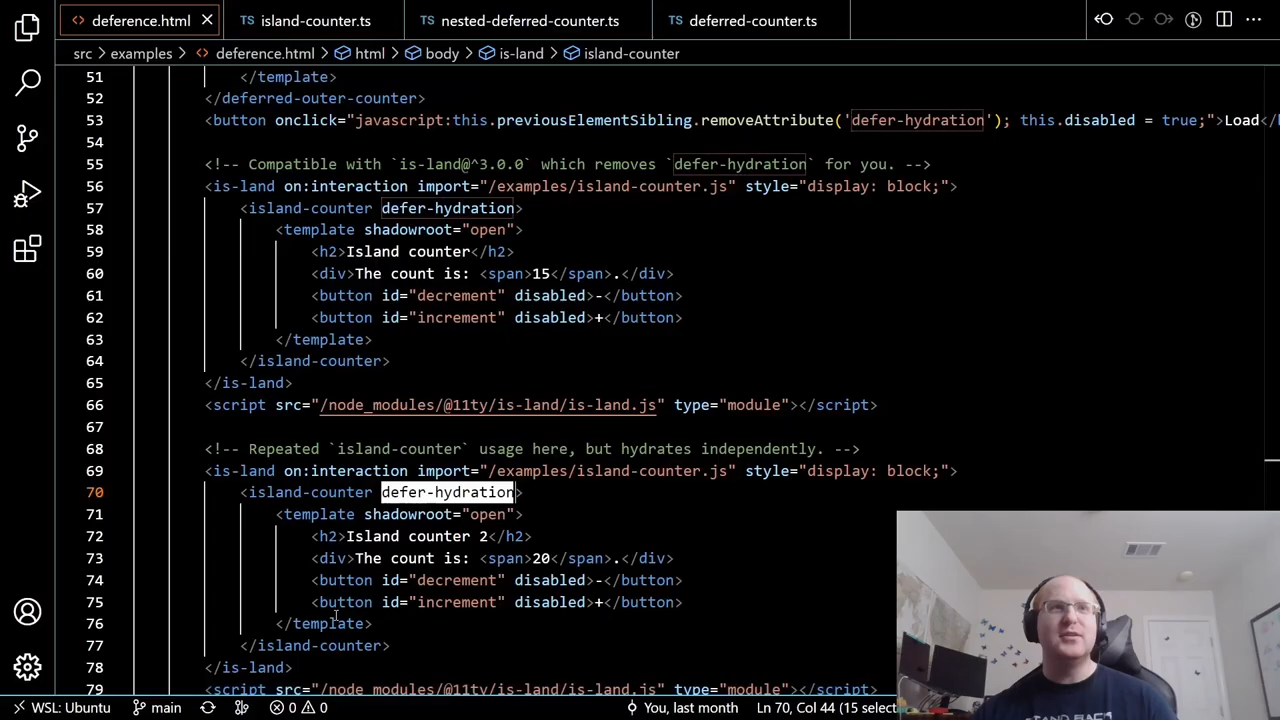 deference.html
island-counter.ts
nested-deferred-counter.ts
deferred-counter.ts
src > examples > deference.html > html > body > is-land > island-counter
51 </template>
52 </deferred-outer-counter>
53 <button onclick="javascript:this.previousElementSibling.removeAttribute('defer-hydration'); this.disabled = true;">Load</
54
55 <!-- Compatible with `is-land@^3.0.0` which removes `defer-hydration` for you. -->
56 <is-land on:interaction import="/examples/island-counter.js" style="display: block;">
57 <island-counter defer-hydration>
58 <template shadowroot="open">
59 <h2>Island counter</h2>
60 <div>The count is: <span>15</span>.</div>
61 <button id="decrement" disabled>-</button>
62 <button id="increment" disabled>+</button>
63 </template>
64 </island-counter>
65 </is-land>
66 <script src="/node_modules/@11ty/is-land/is-land.js" type="module"></script>
67
68 <!-- Repeated `island-counter` usage here, but hydrates independently. -->
69 <is-land on:interaction import="/examples/island-counter.js" style="display: block;">
70 <island-counter defer-hydration>
71 <template shadowroot="open">
72 <h2>Island counter 2</h2>
73 <div>The count is: <span>20</span>.</div>
74 <button id="decrement" disabled>-</button>
75 <button id="increment" disabled>+</button>
76 </template>
77 </island-counter>
78 </is-land>
79 <script src="/node_modules/@11ty/is-land/is-land.js" type="module"></script>
WSL: Ubuntu
main
0 0
You, last month
Ln 70, Col 44 (15 selec